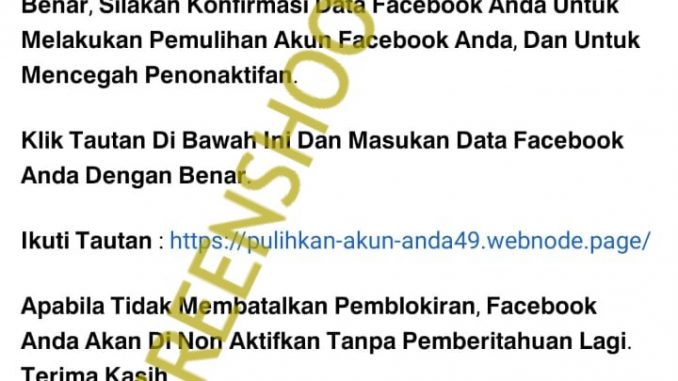 Benar, Silakan Konfirmasi Data Facebook Anda Untuk
Melakukan Pemulihan Akun Facebook Anda, Dan Untuk
Mencegah Penonaktifan.
Klik Tautan Di Bawah Ini Dan Masukan Data Facebook
Anda Dengan Benar.
Ikuti Tautan : https://pulihkan-akun-anda49.webnode.page/
Apabila Tidak Membatalkan Pemblokiran, Facebook
Anda Akan Di Non Aktifkan Tanpa Pemberitahuan Lagi.
Terima Kasih
REENSHOO